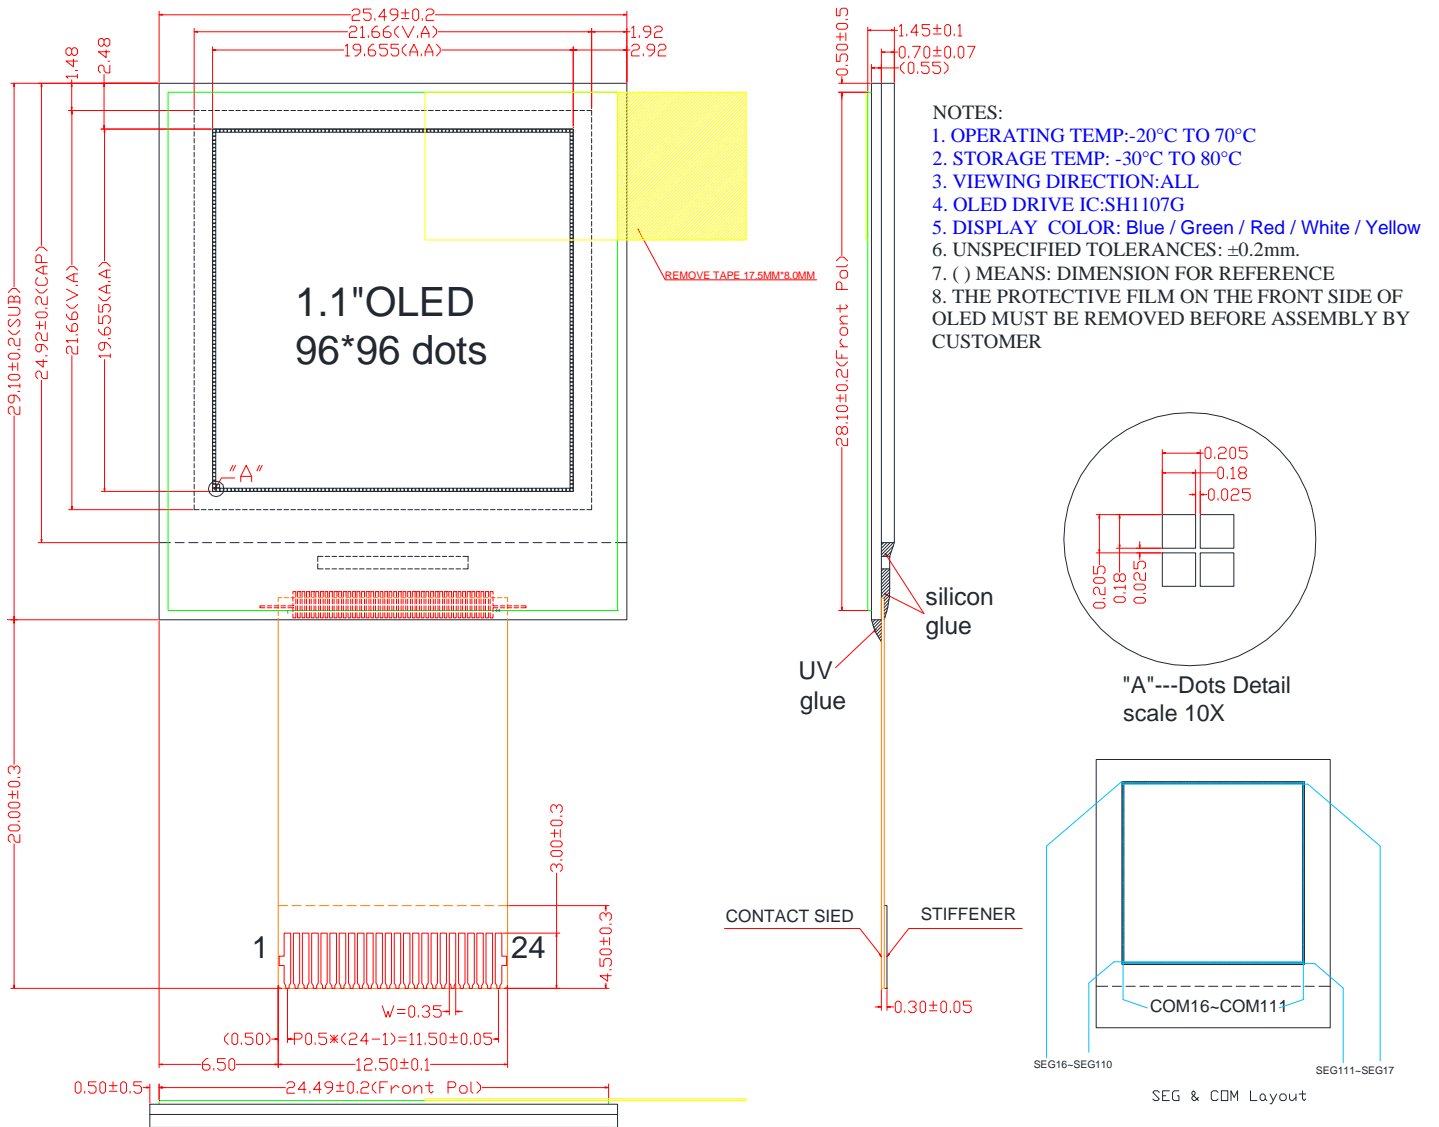 25.49±0.2
21.66(V.A)
1.92
19.655(A.A)
2.92
1.48
2.48
29.10±0.2(SUB)
24.92±0.2(CAP)
21.66(V.A)
19.655(A.A)
1.1"OLED
96*96 dots
"A"
REMOVE TAPE 17.5MM*8.0MM
20.00±0.3
1
24
3.00±0.3
4.50±0.3
W=0.35
(0.50)
P0.5*(24-1)=11.50±0.05
6.50
12.50±0.1
0.50±0.5
24.49±0.2(Front Pol)
0.50±0.5
1.45±0.1
0.70±0.07
(0.55)
28.10±0.2(Front Pol)
silicon
glue
UV
glue
CONTACT SIED
STIFFENER
0.30±0.05
NOTES:
1. OPERATING TEMP:-20°C TO 70°C
2. STORAGE TEMP: -30°C TO 80°C
3. VIEWING DIRECTION:ALL
4. OLED DRIVE IC:SH1107G
5. DISPLAY COLOR: Blue / Green / Red / White / Yellow
6. UNSPECIFIED TOLERANCES: ±0.2mm.
7. ( ) MEANS: DIMENSION FOR REFERENCE
8. THE PROTECTIVE FILM ON THE FRONT SIDE OF
OLED MUST BE REMOVED BEFORE ASSEMBLY BY
CUSTOMER
0.205
0.18
0.025
0.205
0.18
0.025
"A"---Dots Detail
scale 10X
COM16~COM111
SEG16~SEG110
SEG111~SEG17
SEG & COM Layout